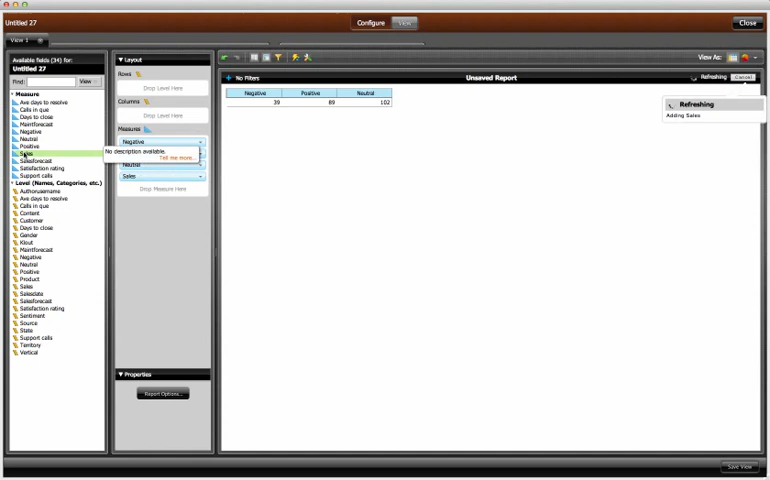 Untitled 27
Configure
View
Close
View 1
Available fields (34) for:
Untitled 27
Find:
View
Measure
Ave days to resolve
Calls in que
Days to close
Maintforecast
Negative
Neutral
Positive
Sales
Salesforecast
Satisfaction rating
Support calls
Level (Names, Categories, etc.)
Authorusername
Ave days to resolve
Calls in que
Content
Customer
Days to close
Gender
Klout
Maintforecast
Negative
Neutral
Positive
Product
Sales
Salesdate
Salesforecast
Satisfaction rating
Sentiment
Source
State
Support calls
Territory
Vertical
Layout
Rows
Drop Level Here
Columns
Drop Level Here
Measures
Negative
No description available.
Tell me more...
Neutral
Sales
Drop Measure Here
Properties
Report Options...
View As:
No Filters
Unsaved Report
Refreshing
Cancel
Negative Positive Neutral
39 89 102
Refreshing
Adding Sales
Save View